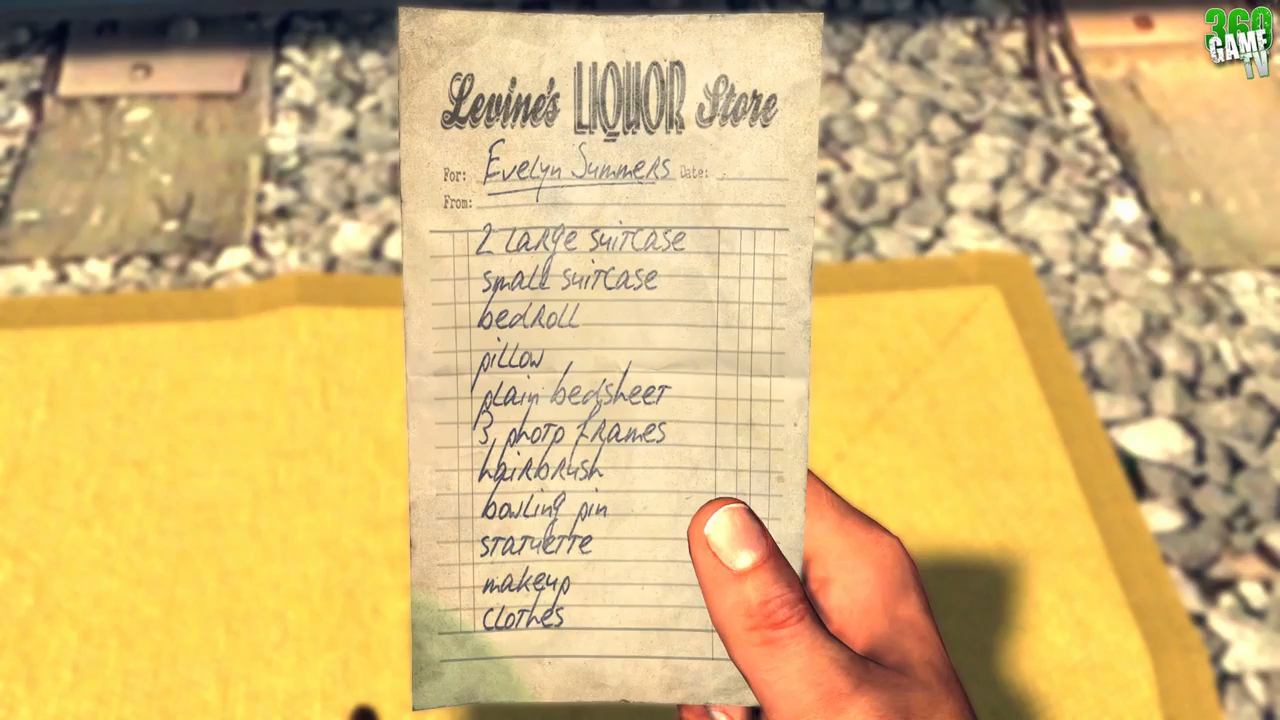 360
GAME
TV
Levine's LIQUOR Store
For: Evelyn Summers Date:
From:
2 large suitcase
small suitcase
bedroll
pillow
plain bedsheet
3 photo frames
hairbrush
bowling pin
statuette
makeup
clothes